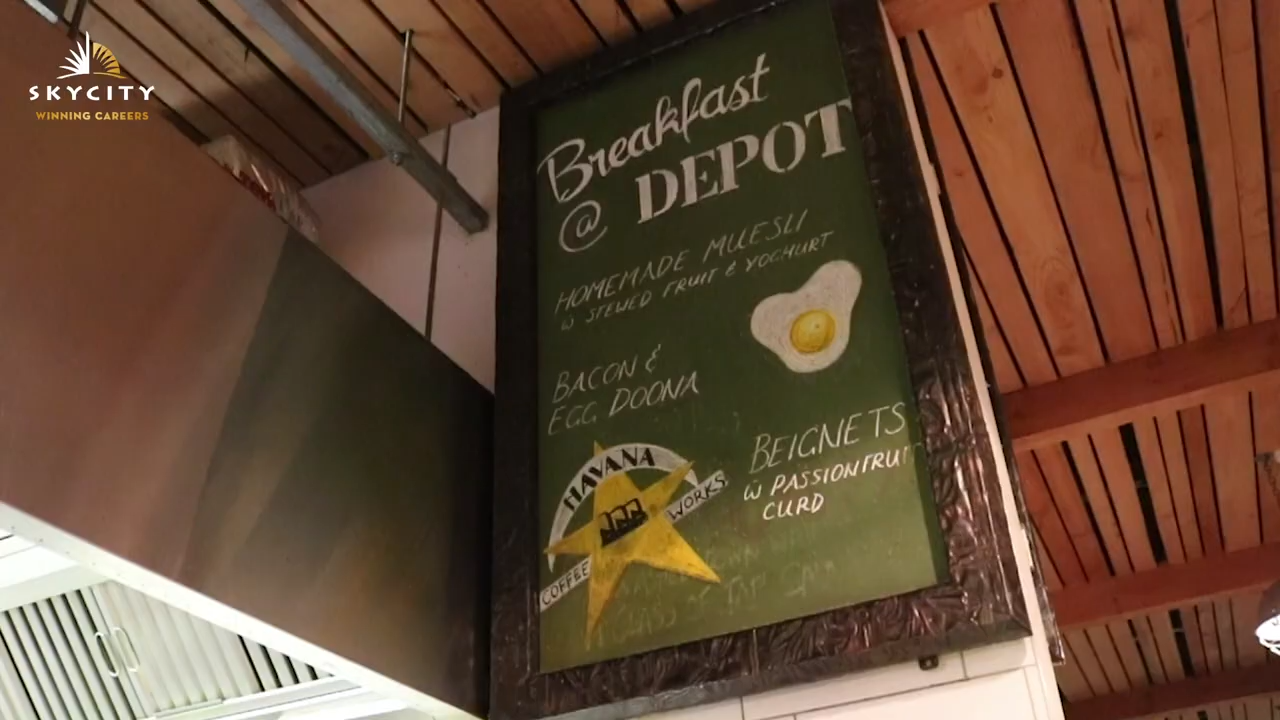 SKYCITY
WINNING CAREERS
Breakfast
@ DEPOT
HOMEMADE MUESLI
W STEWED FRUIT & YOGHURT
BACON &
EGG DOONA
HAVANA
COFFEE WORKS
BEIGNETS
W PASSIONFRUIT
CURD